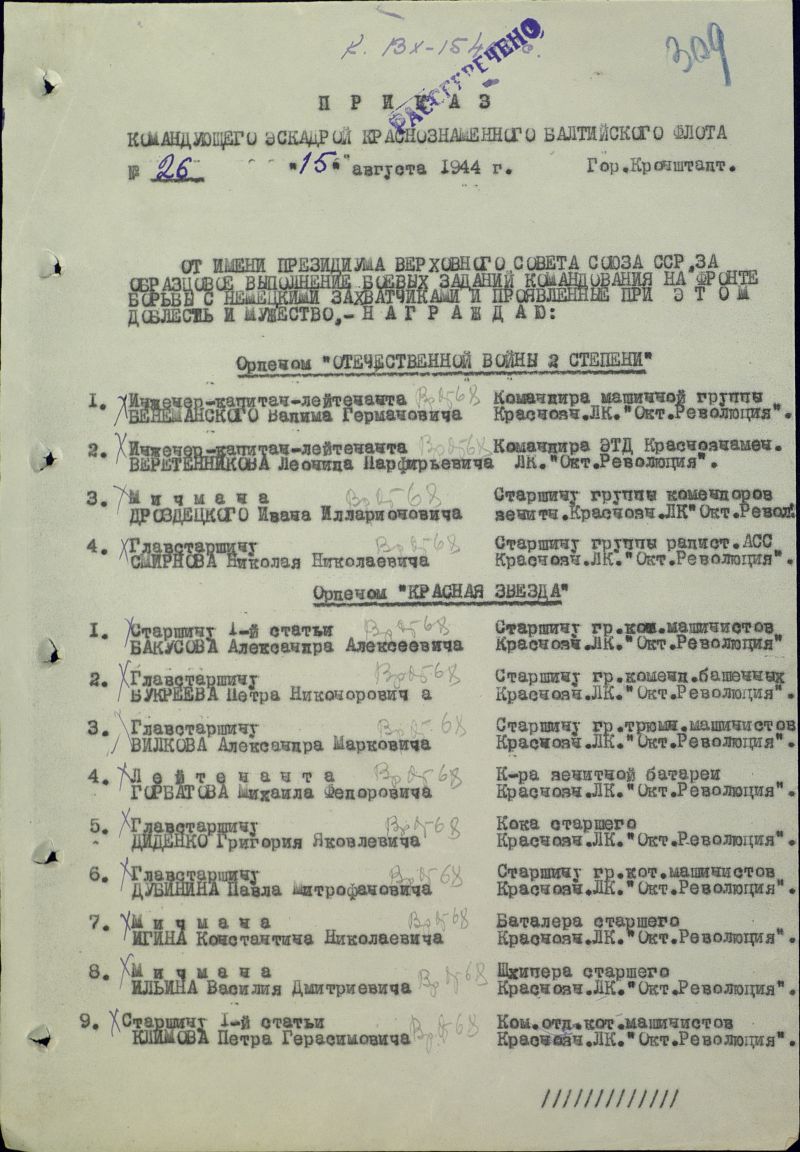 309
РАССЕКРЕЧЕНО
П Р И К А З
КОМАНДУЮЩЕГО ЭСКАДРОЙ КРАСНОЗНАМЕННОГО БАЛТИЙСКОГО ФЛОТА
№ 26 "15" августа 1944 г. Гор.Кронштадт.
ОТ ИМЕНИ ПРЕЗИДИУМА ВЕРХОВНОГО СОВЕТА СОЮЗА ССР,ЗА
ОБРАЗЦОВОЕ ВЫПОЛНЕНИЕ БОЕВЫХ ЗАДАНИЙ КОМАНДОВАНИЯ НА ФРОНТЕ
БОРЬБЫ С НЕМЕЦКИМИ ЗАХВАТЧИКАМИ И ПРОЯВЛЕННЫЕ ПРИ Э Т О М
ДОБЛЕСТЬ И МУЖЕСТВО,- Н А Г Р А Ж Д А Ю:
Орденом "ОТЕЧЕСТВЕННОЙ ВОЙНЫ 2 СТЕПЕНИ"
1. Инженер-капитан-лейтенанта Командира машинной группы
ВЕНЕМАНСКОГО Вадима Германовича Краснозн.ЛК."Окт.Революция".
2. Инженер-капитан-лейтенанта Командира ЭТД Краснознамен.
ВЕРЕТЕННИКОВА Леонида Парфирьевича ЛК."Окт.Революция".
3. М и ч м а н а Старшину группы комендоров
ДРОЗДЕЦКОГО Ивана Илларионовича зенитн.Краснозн.ЛК"Окт.Револ.
4. Главстаршину Старшину группы радист.АСС
СМИРНОВА Николая Николаевича Краснозн.ЛК."Окт.Революция".
Орденом "КРАСНАЯ ЗВЕЗДА"
1. Старшину 1-й статьи Старшину гр.кот.машинистов
БАКУСОВА Александра Алексеевича Краснозн.ЛК."Окт.Революция"
2. Главстаршину Старшину гр.коменд.башенных
БУКРЕЕВА Петра Никонорович а Краснозн.ЛК."Окт.Революция".
3. Главстаршину Старшину гр.трюмн.машинистов
ВИЛКОВА Александра Марковича Краснозн.ЛК."Окт.Революция".
4. Л е й т е н а н т а К-ра зенитной батареи
ГОРБАТОВА Михаила Федоровича Краснозн.ЛК."Окт.Революция".
5. Главстаршину Кока старшего
ДИДЕНКО Григория Яковлевича Краснозн.ЛК."Окт.Революция".
6. Главстаршину Старшину гр.кот.машинистов
ДУБИНИНА Павла Митрофановича Краснозн.ЛК."Окт.Революция".
7. М и ч м а н а Баталера старшего
ИГИНА Константина Николаевича Краснозн.ЛК."Окт.Революция".
8. М и ч м а н а Шкипера старшего
ИЛЬИНА Василия Дмитриевича Краснозн.ЛК."Окт.Революция".
9. Старшину 1-й статьи Ком.отд.кот.машинистов
КЛИМОВА Петра Герасимовича Краснозн.ЛК."Окт.Революция".
/////////////